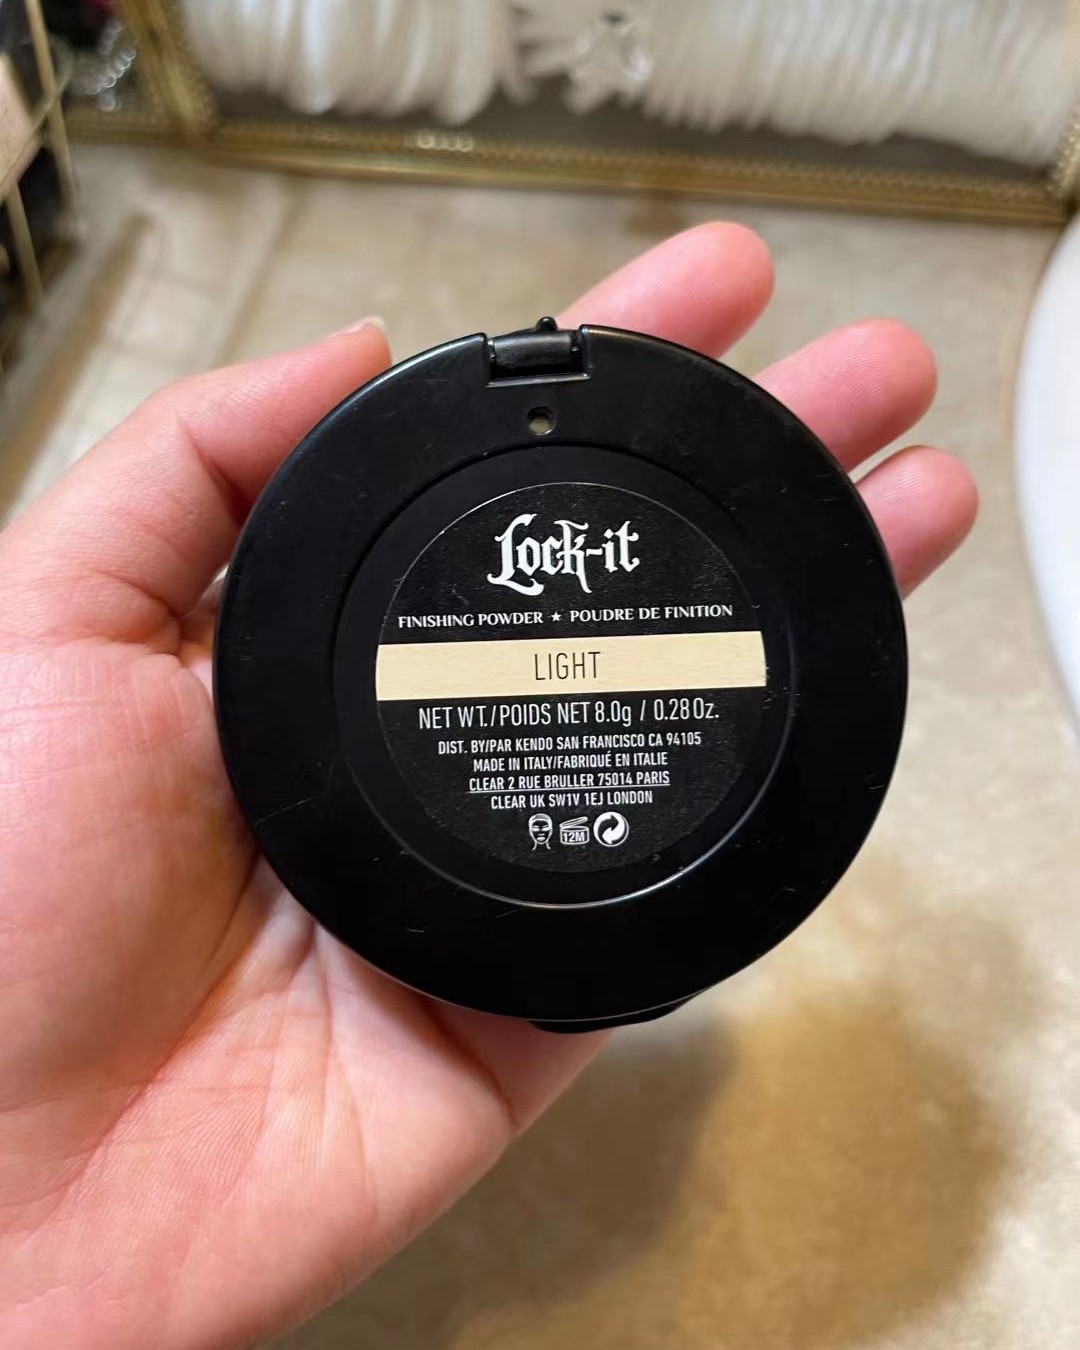 Lock-it
FINISHING POWDER ★ POUDRE DE FINITION
LIGHT
NET WT./POIDS NET 8.0g / 0.28 Oz.
DIST. BY/PAR KENDO SAN FRANCISCO CA 94105
MADE IN ITALY/FABRIQUÉ EN ITALIE
CLEAR 2 RUE BRULLER 75014 PARIS
CLEAR UK SW1V 1EJ LONDON
12M